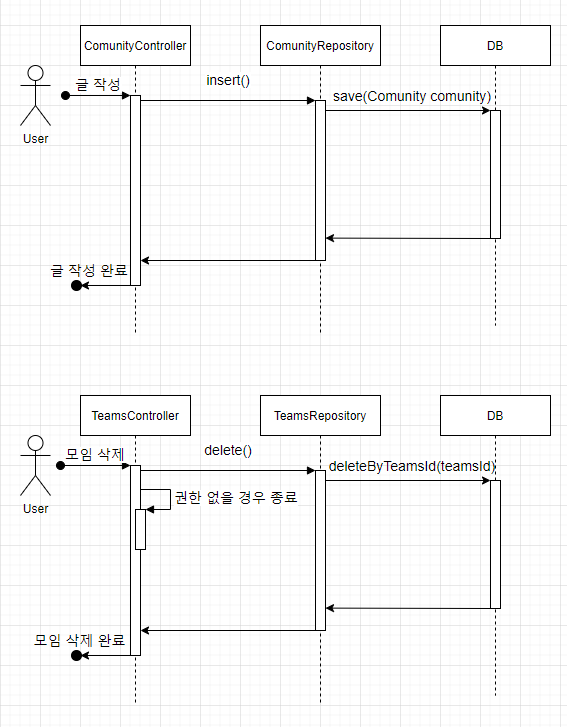 ComunityController
ComunityRepository
DB
글 작성
insert()
save(Comunity comunity)
User
글 작성 완료
TeamsController
TeamsRepository
DB
모임 삭제
delete()
deleteByTeamsId(teamsId)
User
권한 없을 경우 종료
모임 삭제 완료